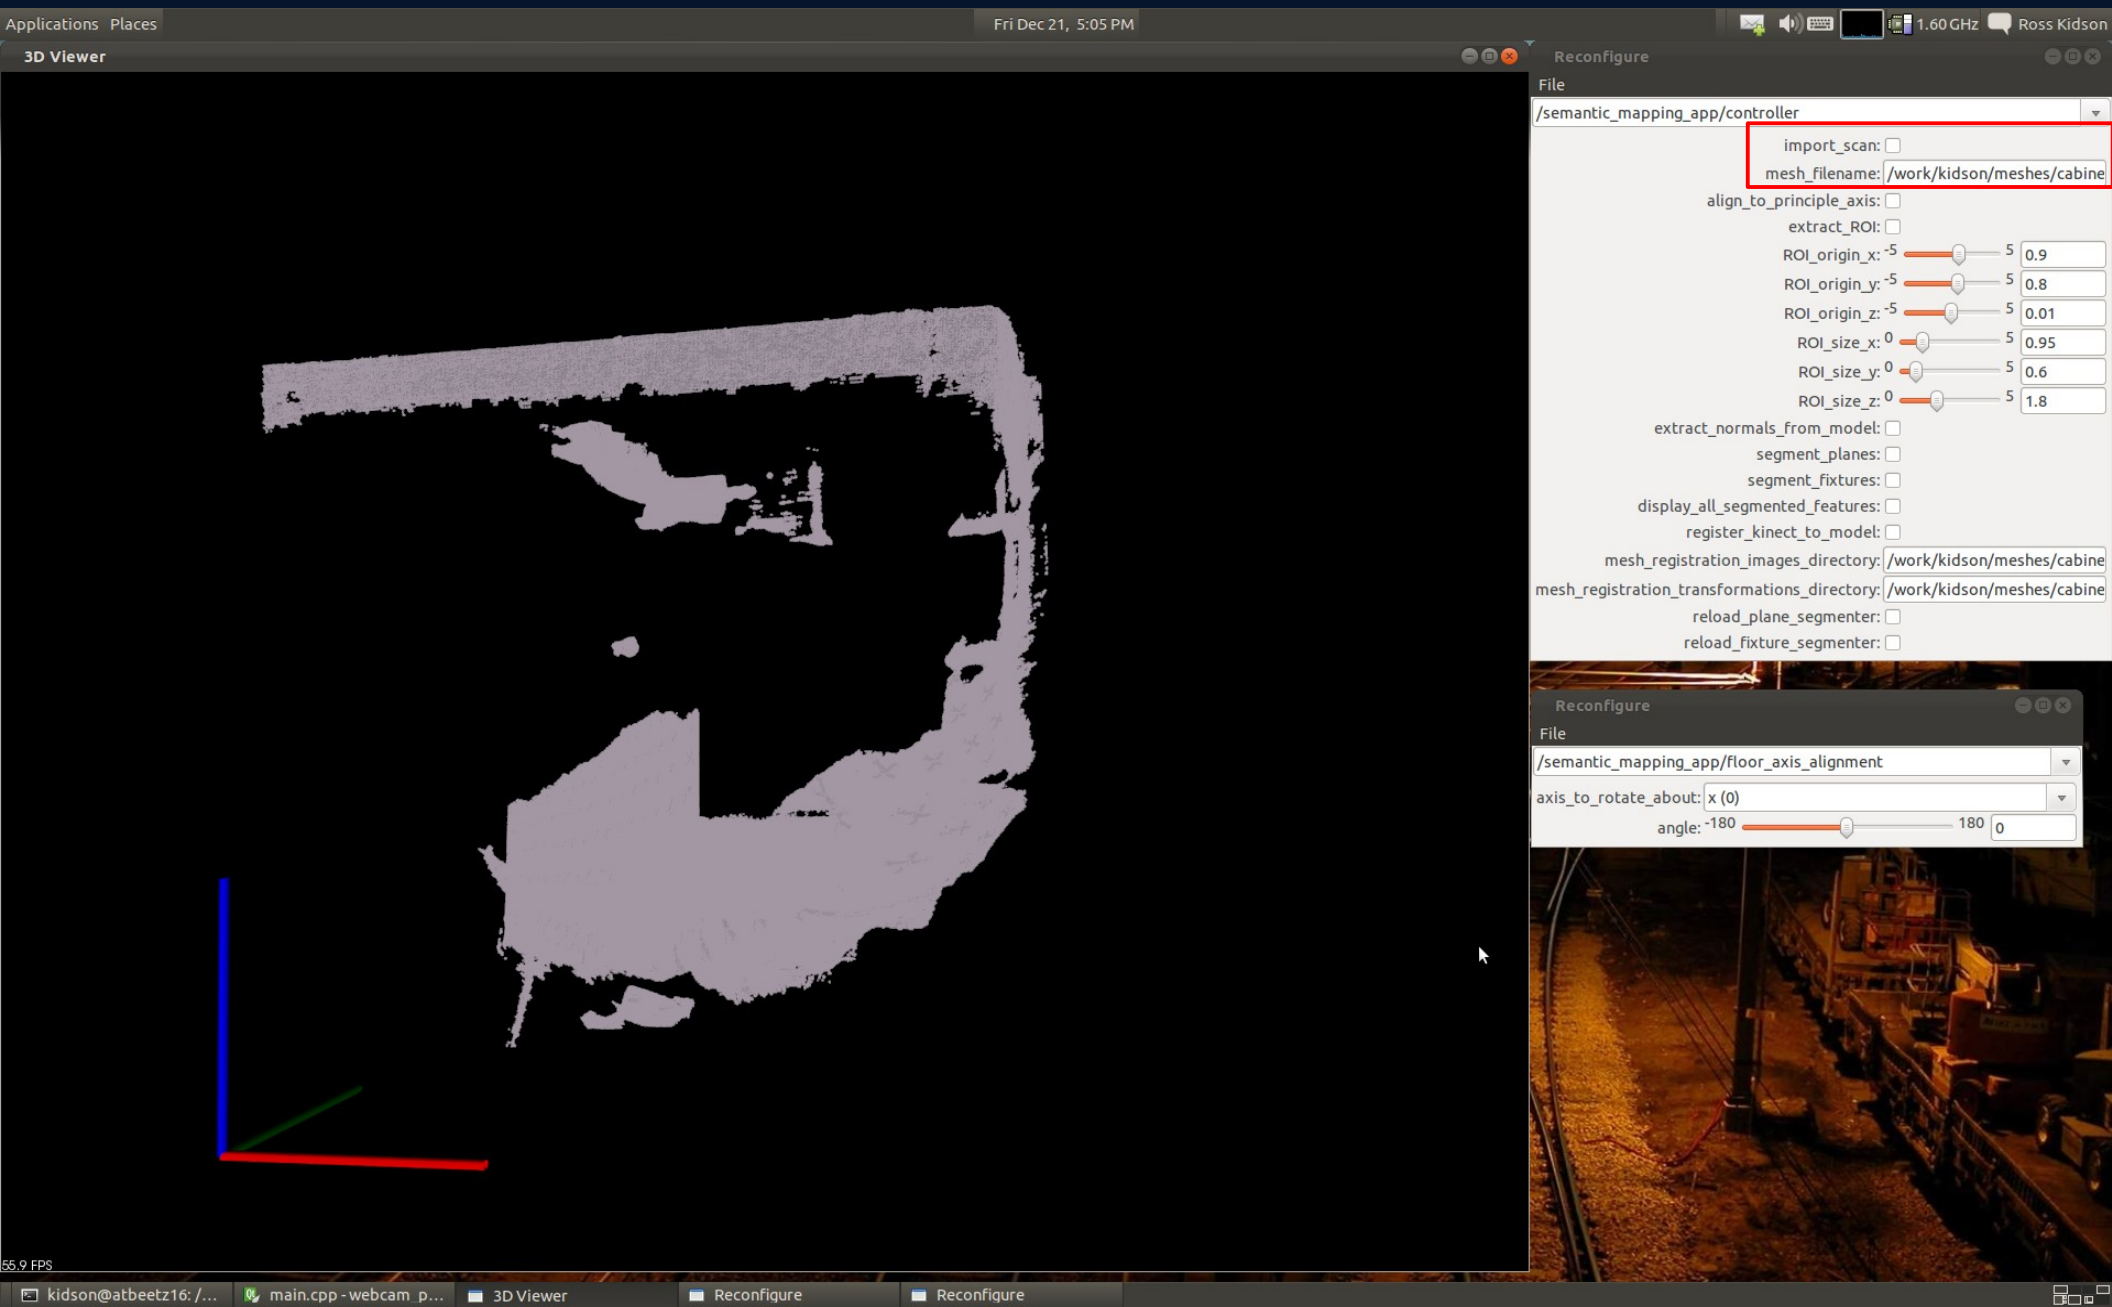 Applications Places Fri Dec 21, 5:05 PM 1.60 GHz Ross Kidson
3D Viewer
55.9 FPS
Reconfigure
File
/semantic_mapping_app/controller
import_scan:
mesh_filename: /work/kidson/meshes/cabine
align_to_principle_axis:
extract_ROI:
ROI_origin_x: -5 5 0.9
ROI_origin_y: -5 5 0.8
ROI_origin_z: -5 5 0.01
ROI_size_x: 0 5 0.95
ROI_size_y: 0 5 0.6
ROI_size_z: 0 5 1.8
extract_normals_from_model:
segment_planes:
segment_fixtures:
display_all_segmented_features:
register_kinect_to_model:
mesh_registration_images_directory: /work/kidson/meshes/cabine
mesh_registration_transformations_directory: /work/kidson/meshes/cabine
reload_plane_segmenter:
reload_fixture_segmenter:
Reconfigure
File
/semantic_mapping_app/floor_axis_alignment
axis_to_rotate_about: x (0)
angle: -180 180 0
kidson@atbeetz16: /... main.cpp - webcam_p... 3D Viewer Reconfigure Reconfigure